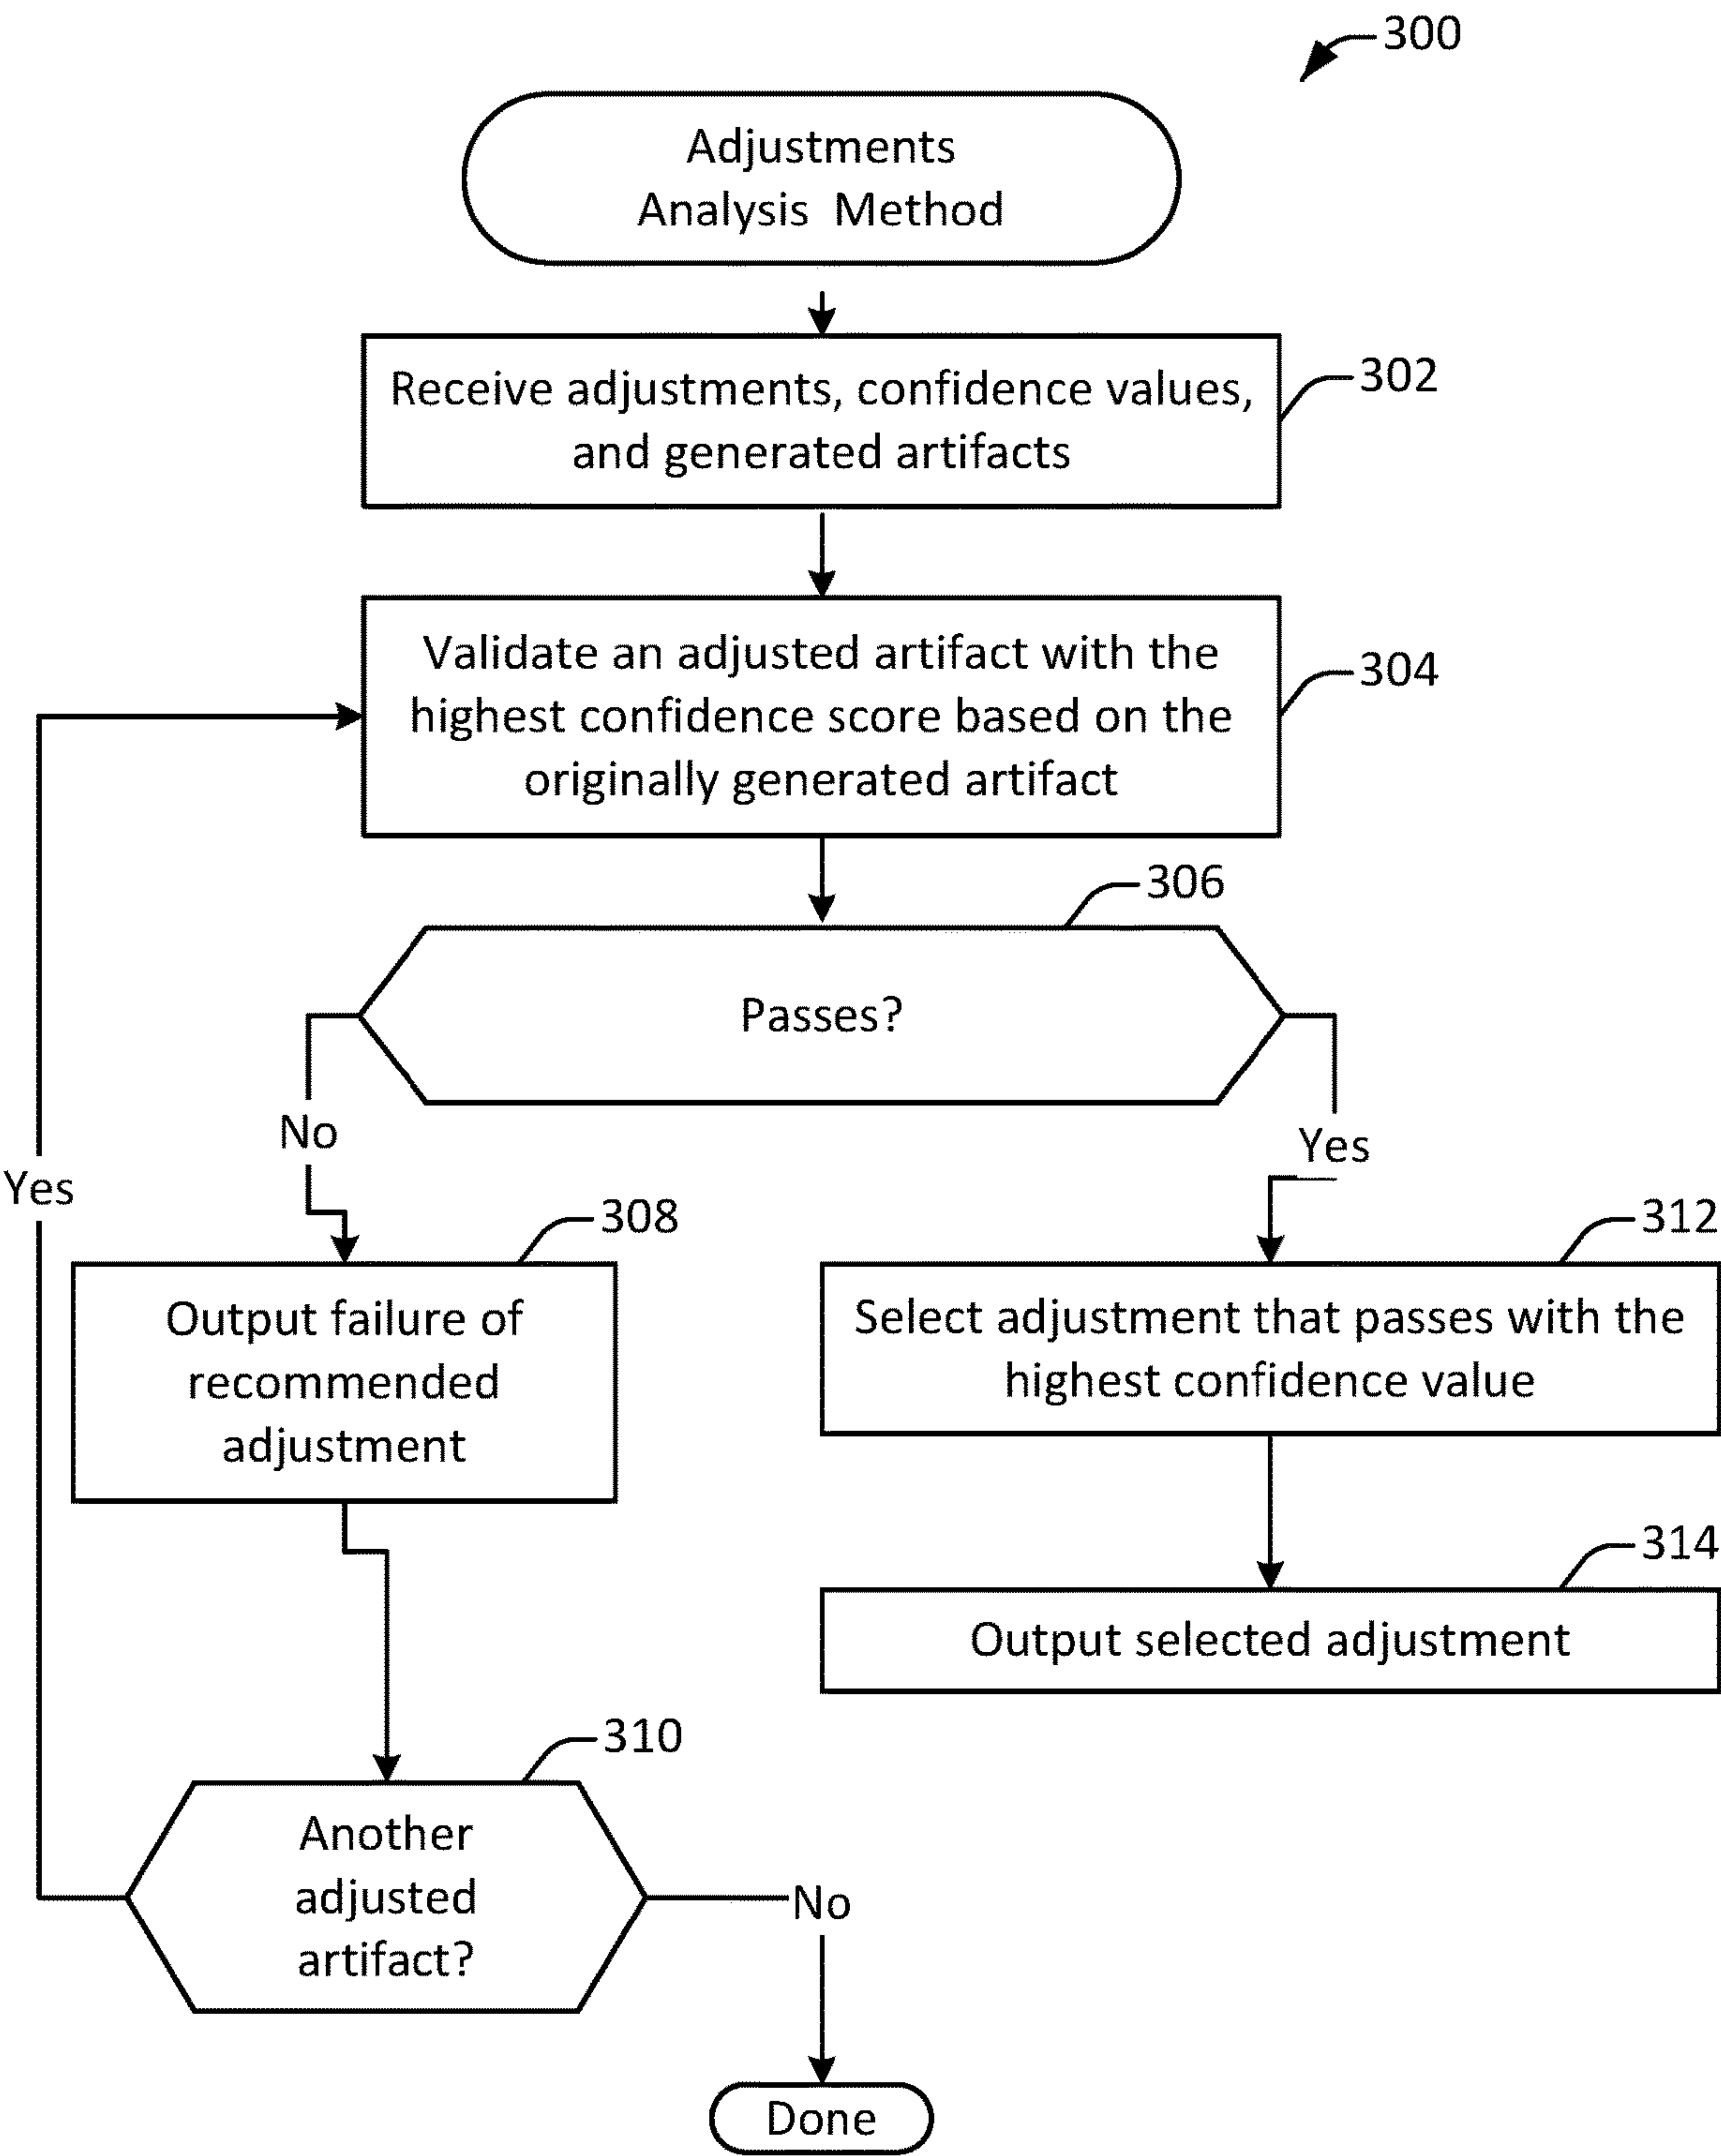 300
Adjustments
Analysis Method
Receive adjustments, confidence values,
and generated artifacts
302
Validate an adjusted artifact with the
highest confidence score based on the
originally generated artifact
304
306
Passes?
No
Yes
Yes
308
Output failure of
recommended
adjustment
312
Select adjustment that passes with the
highest confidence value
314
Output selected adjustment
310
Another
adjusted
artifact?
No
Done